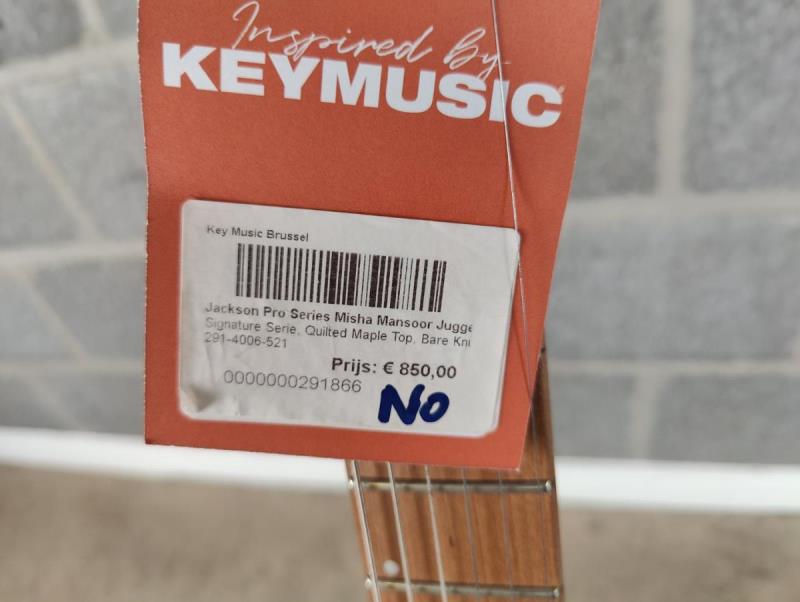 Inspired by
KEYMUSIC
Key Music Brussel
Jackson Pro Series Misha Mansoor Jugge
Signature Serie, Quilted Maple Top, Bare Kni
291-4006-521
Prijs: € 850,00
0000000291866
NO